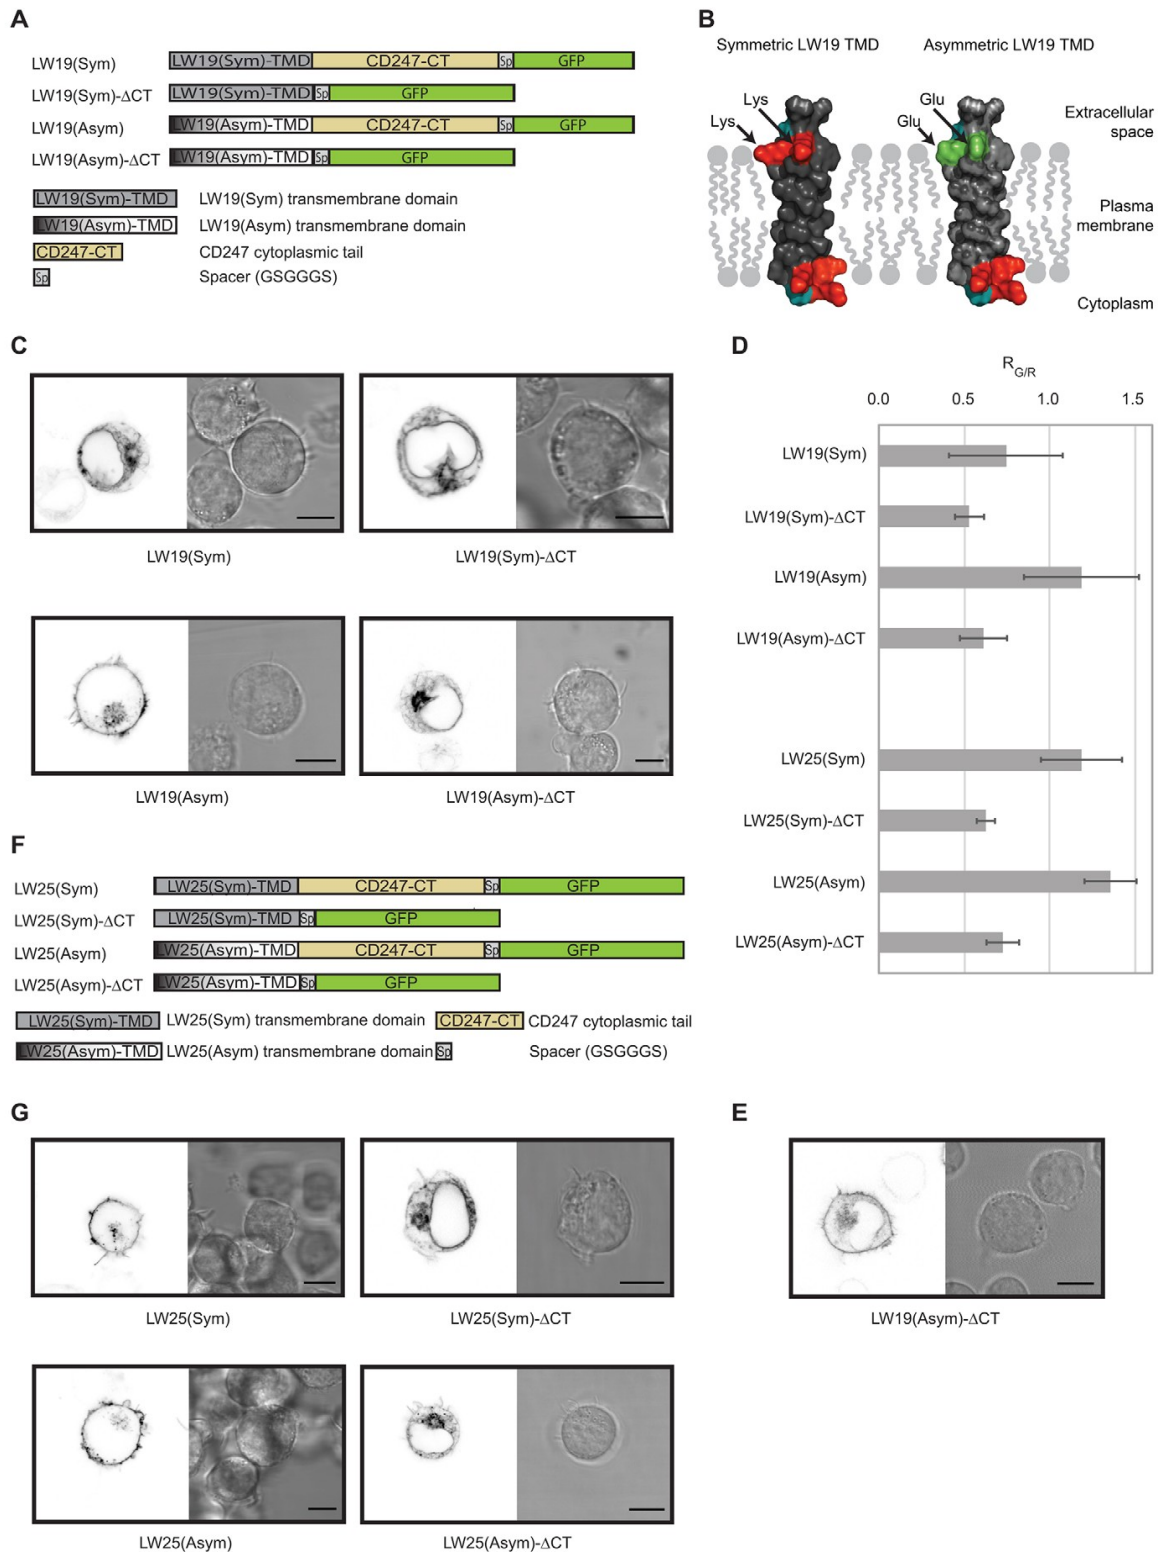 A
LW19(Sym)
LW19(Sym)-TMD CD247-CT Sp GFP
LW19(Sym)-ΔCT
LW19(Sym)-TMD Sp GFP
LW19(Asym)
LW19(Asym)-TMD CD247-CT Sp GFP
LW19(Asym)-ΔCT
LW19(Asym)-TMD Sp GFP
LW19(Sym)-TMD LW19(Sym) transmembrane domain
LW19(Asym)-TMD LW19(Asym) transmembrane domain
CD247-CT CD247 cytoplasmic tail
Sp Spacer (GSGGGS)
B
Symmetric LW19 TMD
Asymmetric LW19 TMD
Lys
Lys
Glu
Glu
Extracellular
space
Plasma
membrane
Cytoplasm
C
LW19(Sym)
LW19(Sym)-ΔCT
LW19(Asym)
LW19(Asym)-ΔCT
D
RG/R
0.0 0.5 1.0 1.5
LW19(Sym)
LW19(Sym)-ΔCT
LW19(Asym)
LW19(Asym)-ΔCT
LW25(Sym)
LW25(Sym)-ΔCT
LW25(Asym)
LW25(Asym)-ΔCT
F
LW25(Sym)
LW25(Sym)-TMD CD247-CT Sp GFP
LW25(Sym)-ΔCT
LW25(Sym)-TMD Sp GFP
LW25(Asym)
LW25(Asym)-TMD CD247-CT Sp GFP
LW25(Asym)-ΔCT
LW25(Asym)-TMD Sp GFP
LW25(Sym)-TMD LW25(Sym) transmembrane domain CD247-CT CD247 cytoplasmic tail
LW25(Asym)-TMD LW25(Asym) transmembrane domain Sp Spacer (GSGGGS)
G
LW25(Sym)
LW25(Sym)-ΔCT
LW25(Asym)
LW25(Asym)-ΔCT
E
LW19(Asym)-ΔCT